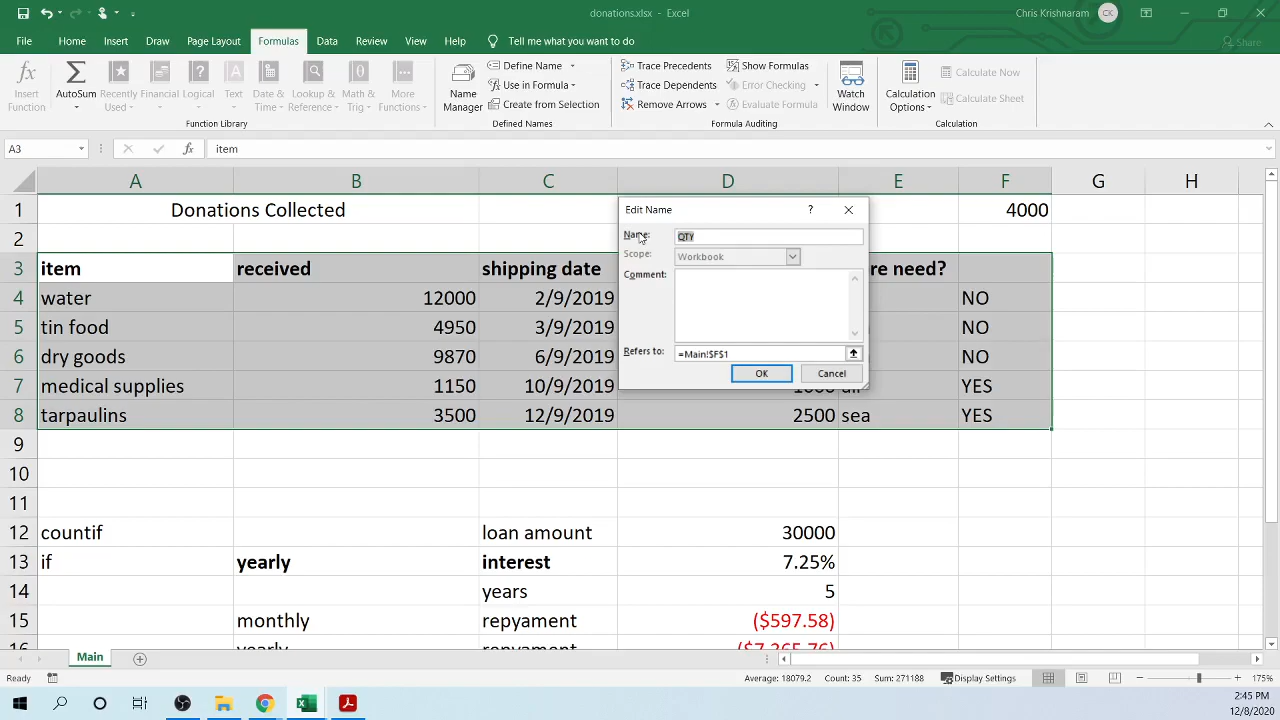 donations.xlsx - Excel
Chris Krishnaram CK
File Home Insert Draw Page Layout Formulas Data Review View Help Tell me what you want to do Share
Insert Function
AutoSum
Recently Used
Financial
Logical
Text
Date & Time
Lookup & Reference
Math & Trig
More Functions
Function Library
Name Manager
Define Name
Use in Formula
Create from Selection
Defined Names
Trace Precedents
Trace Dependents
Remove Arrows
Show Formulas
Error Checking
Evaluate Formula
Formula Auditing
Watch Window
Calculation Options
Calculate Now
Calculate Sheet
Calculation
A3 fx item
A B C D E F G H
1 Donations Collected 4000
2
3 item received shipping date re need?
4 water 12000 2/9/2019 NO
5 tin food 4950 3/9/2019 NO
6 dry goods 9870 6/9/2019 NO
7 medical supplies 1150 10/9/2019 YES
8 tarpaulins 3500 12/9/2019 2500 sea YES
9
10
11
12 countif loan amount 30000
13 if yearly interest 7.25%
14 years 5
15 monthly repyament ($597.58)
16 yearly repyament ($7,365.76)
Edit Name ?
Name: QTY
Scope: Workbook
Comment:
Refers to: =Main!$F$1
OK Cancel
Main
Ready Average: 18079.2 Count: 35 Sum: 271188 Display Settings 175%
2:45 PM
12/8/2020